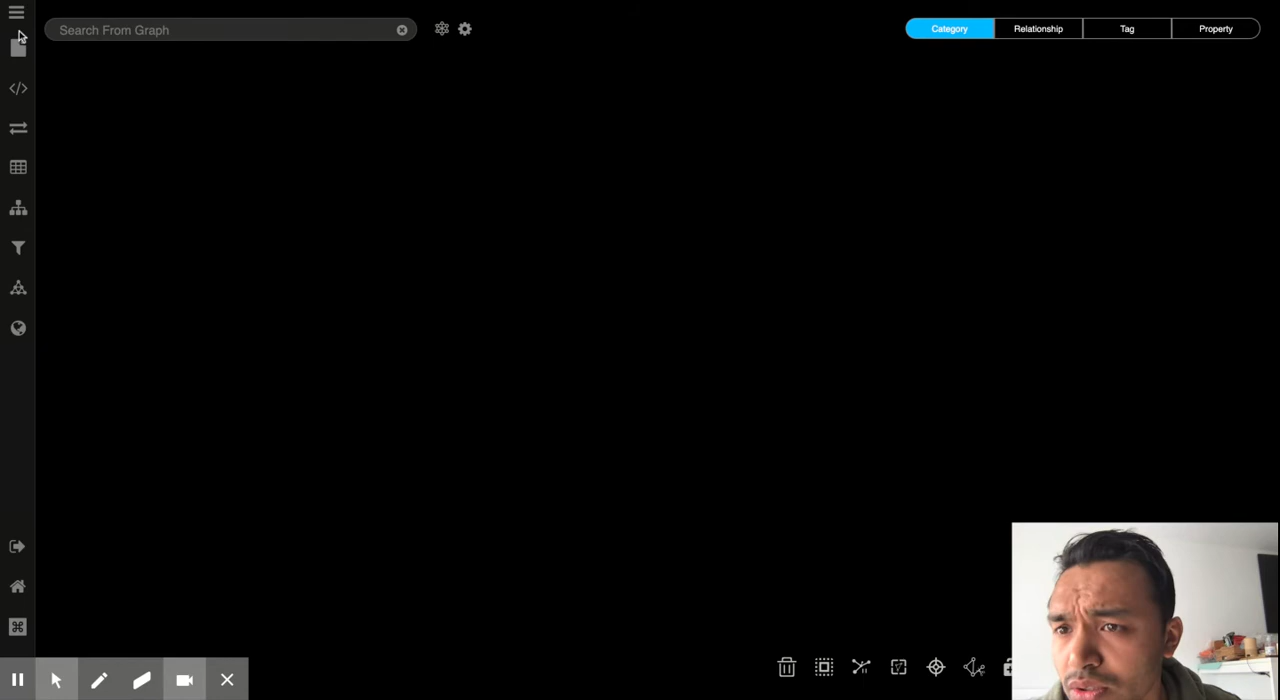 Search From Graph
Category
Relationship
Tag
Property